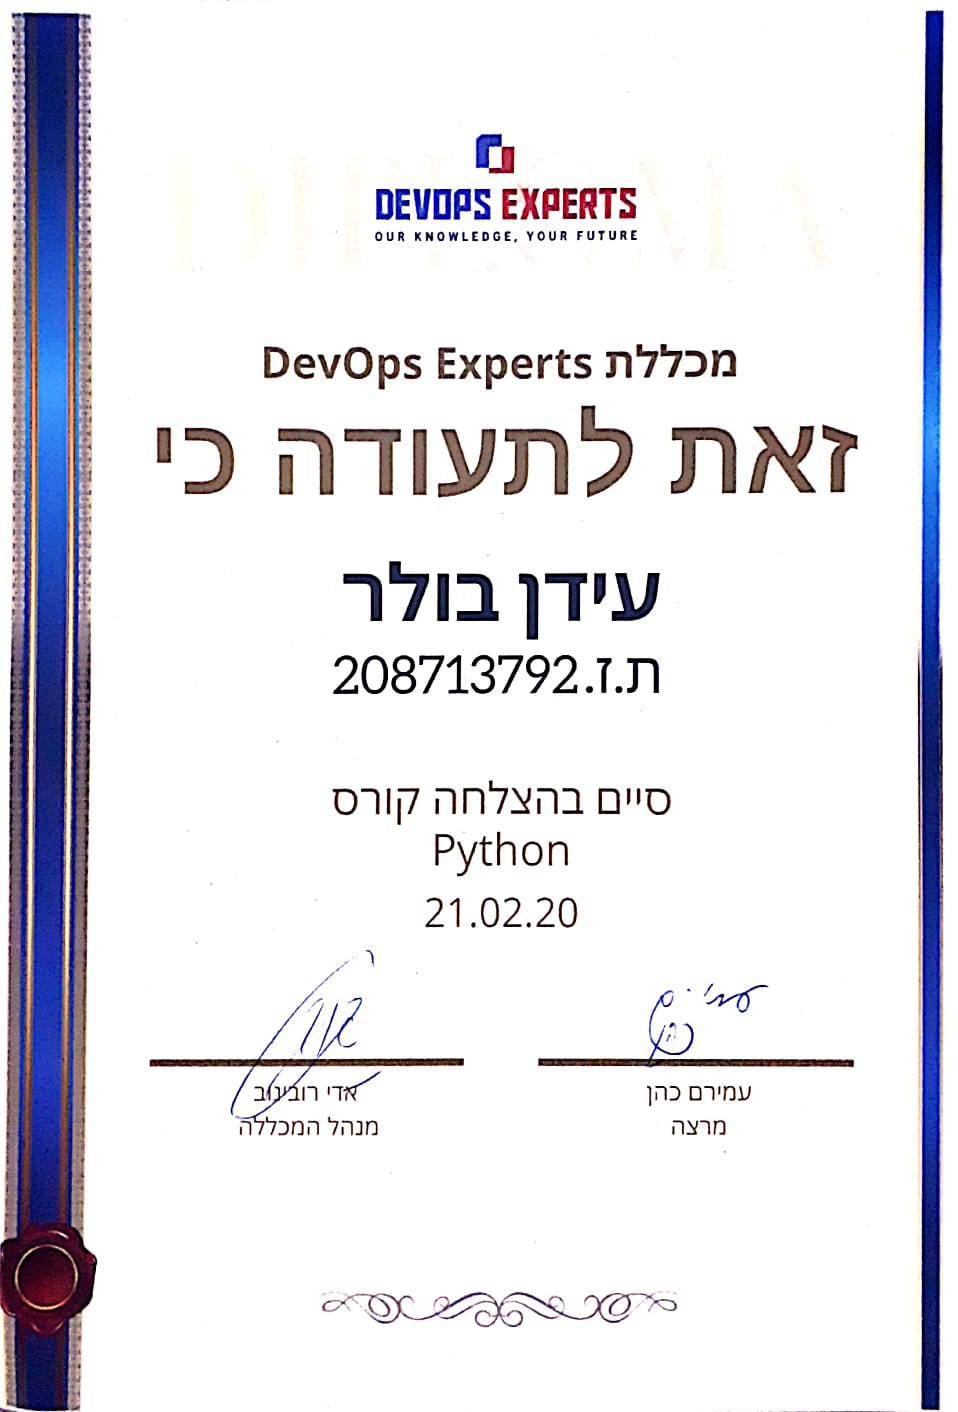 DEVOPS EXPERTS
OUR KNOWLEDGE, YOUR FUTURE
מכללת DevOps Experts
זאת לתעודה כי
עידן בולר
ת.ז.208713792
סיים בהצלחה קורס
Python
21.02.20
עמירם כהן
מרצה
אדי רובינוב
מנהל המכללה